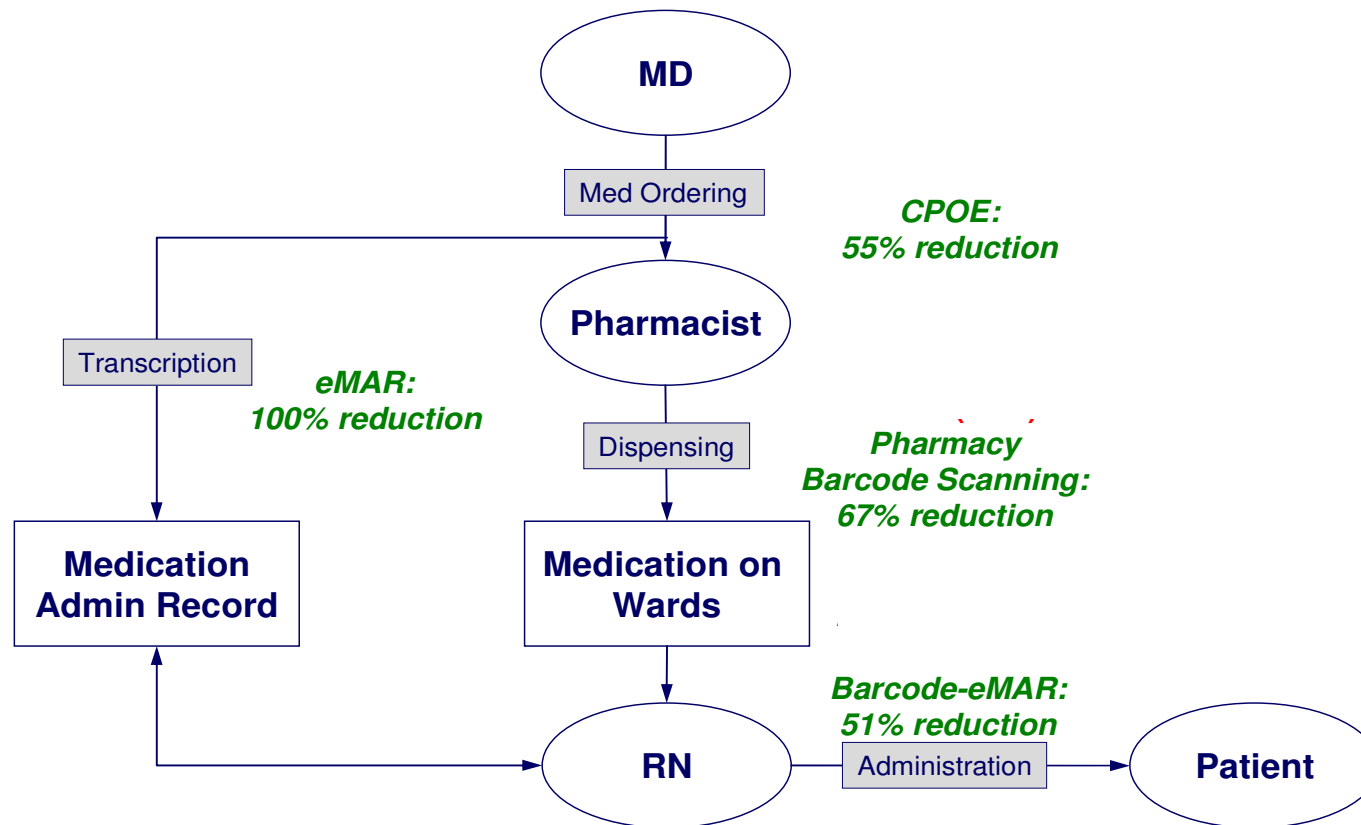 MD
Med Ordering
CPOE:
55% reduction
Pharmacist
Transcription
eMAR:
100% reduction
Dispensing
Pharmacy
Barcode Scanning:
67% reduction
Medication
Admin Record
Medication on
Wards
Barcode-eMAR:
51% reduction
RN
Administration
Patient